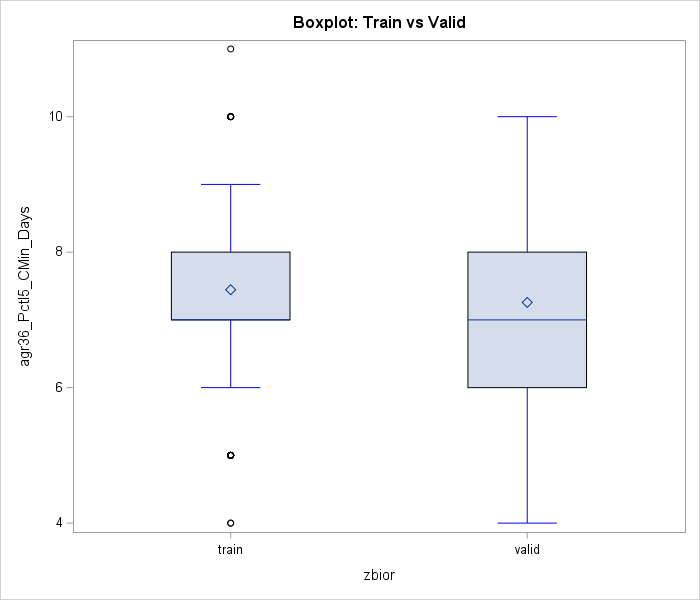 Boxplot: Train vs Valid
agr36_Pctl5_CMin_Days
10
8
6
4
train
valid
zbior